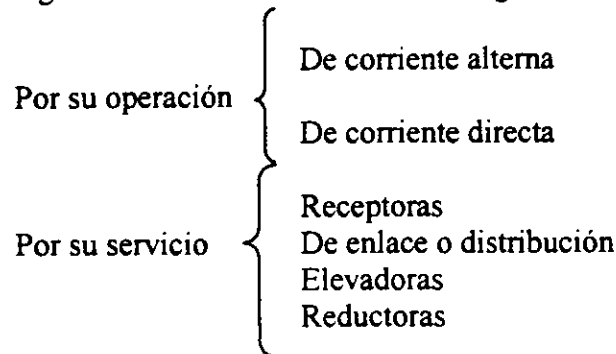 De corriente alterna
Por su operación
De corriente directa
Receptoras
Por su servicio
De enlace o distribución
Elevadoras
Reductoras